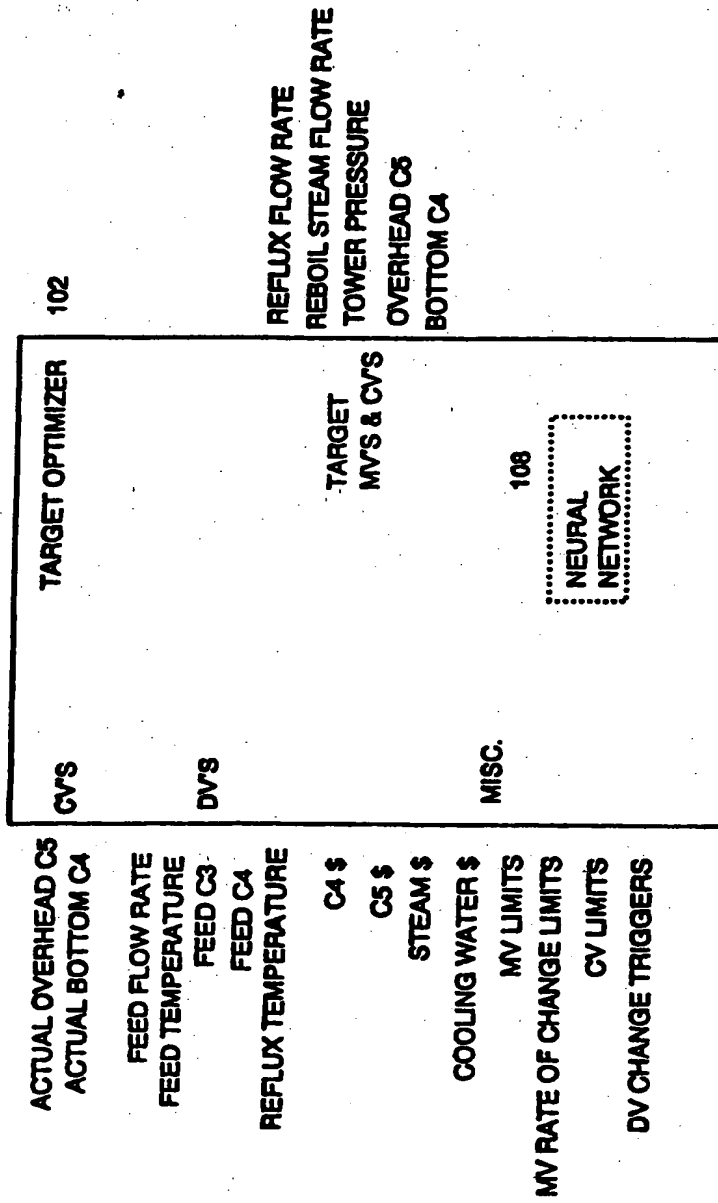 ACTUAL OVERHEAD C5
ACTUAL BOTTOM C4
FEED FLOW RATE
FEED TEMPERATURE
FEED C3
FEED C4
REFLUX TEMPERATURE
C4 $
C5 $
STEAM $
COOLING WATER $
MV LIMITS
MV RATE OF CHANGE LIMITS
CV LIMITS
DV CHANGE TRIGGERS
CV'S
DV'S
MISC.
TARGET OPTIMIZER
TARGET
MV'S & CV'S
108
NEURAL
NETWORK
102
REFLUX FLOW RATE
REBOIL STEAM FLOW RATE
TOWER PRESSURE
OVERHEAD C5
BOTTOM C4